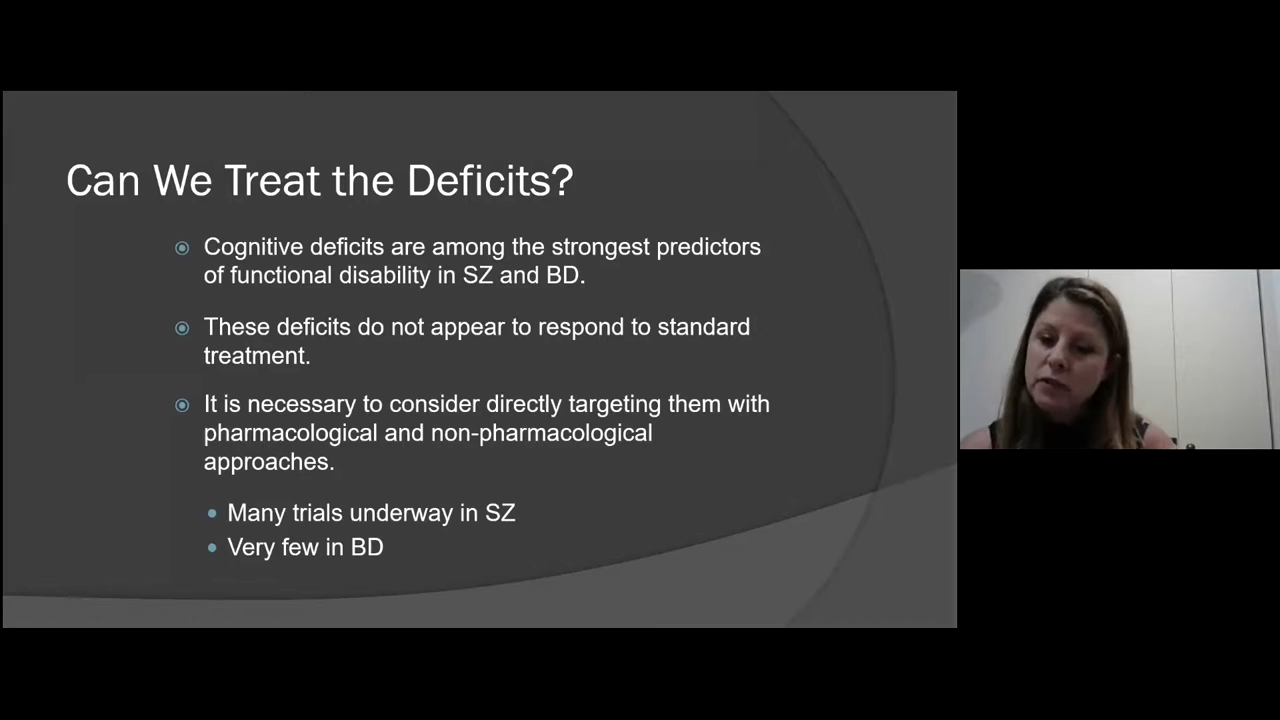 Can We Treat the Deficits?
Cognitive deficits are among the strongest predictors
of functional disability in SZ and BD.
These deficits do not appear to respond to standard
treatment.
It is necessary to consider directly targeting them with
pharmacological and non-pharmacological
approaches.
Many trials underway in SZ
Very few in BD